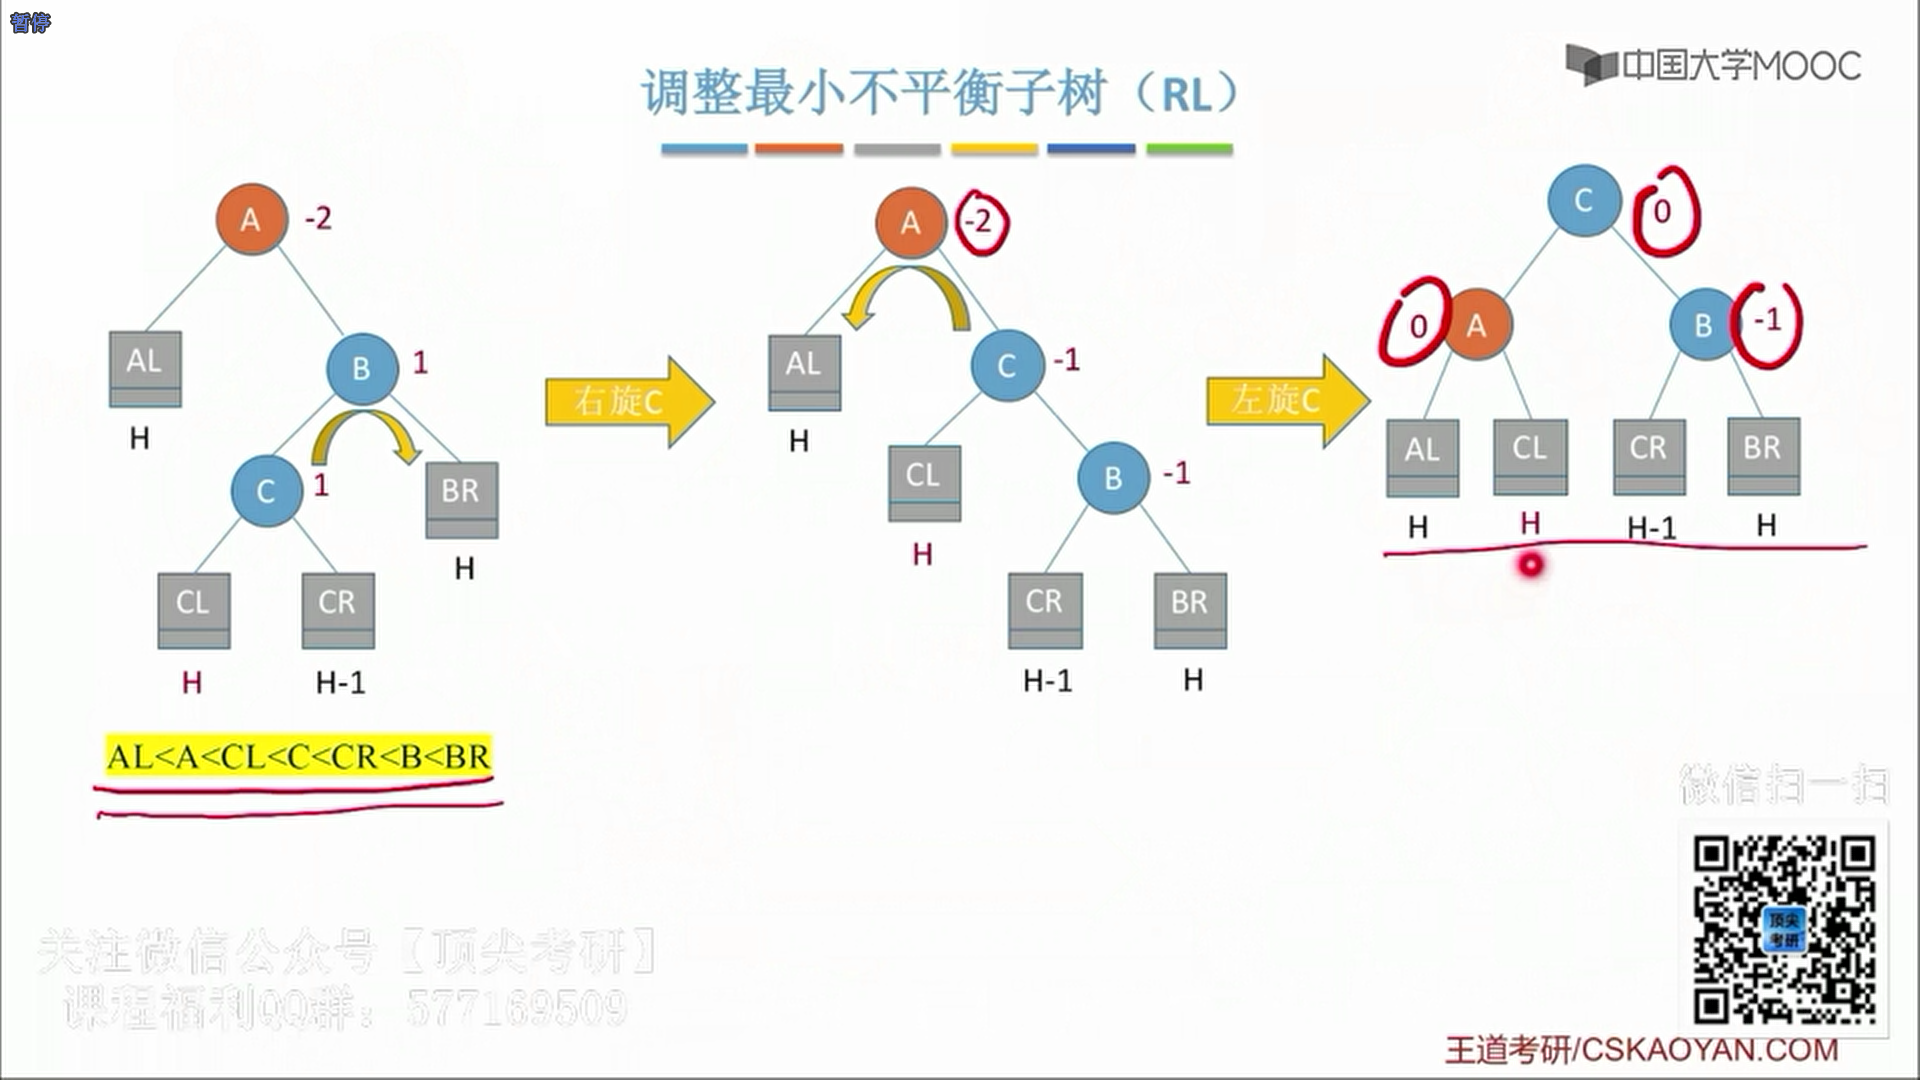 暂停
中国大学MOOC
调整最小不平衡子树（RL）
A -2
AL
H
B 1
C 1
BR
H
CL
CR
H
H-1
AL<A<CL<C<CR<B<BR
右旋C
A -2
AL
H
C -1
CL
H
B -1
CR
BR
H-1
H
左旋C
C 0
0 A
B -1
AL CL CR BR
H H H-1 H
微信扫一扫
顶尖
考研
关注微信公众号【顶尖考研】
课程福利QQ群：577169509
王道考研/CSKAOYAN.COM